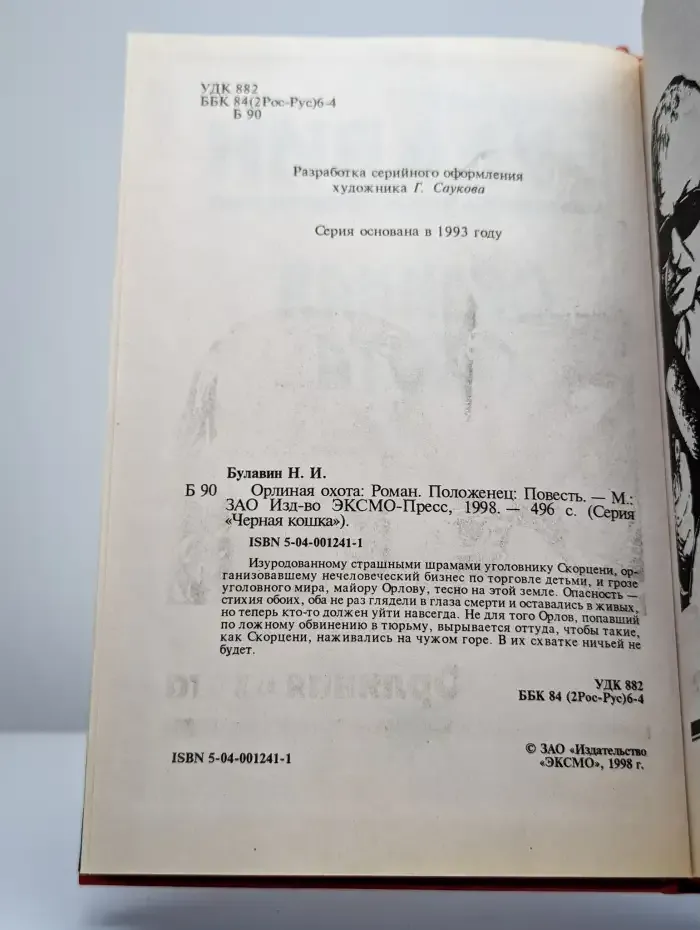 УДК 882
ББК 84(2Рос-Рус)6-4
Б 90
Разработка серийного оформления
художника Г. Саукова
Серия основана в 1993 году
Булавин Н. И.
Б 90 Орлиная охота: Роман. Положенец: Повесть. — М.:
ЗАО Изд-во ЭКСМО-Пресс, 1998. — 496 с. (Серия
«Черная кошка»).
ISBN 5-04-001241-1
Изуродованному страшными шрамами уголовнику Скорцени, ор-
ганизовавшему нечеловеческий бизнес по торговле детьми, и грозе
уголовного мира, майору Орлову, тесно на этой земле. Опасность —
стихия обоих, оба не раз глядели в глаза смерти и оставались в живых,
но теперь кто-то должен уйти навсегда. Не для того Орлов, попавший
по ложному обвинению в тюрьму, вырывается оттуда, чтобы такие,
как Скорцени, наживались на чужом горе. В их схватке ничьей не
будет.
УДК 882
ББК 84 (2Рос-Рус)6-4
ISBN 5-04-001241-1
© ЗАО «Издательство
«ЭКСМО», 1998 г.